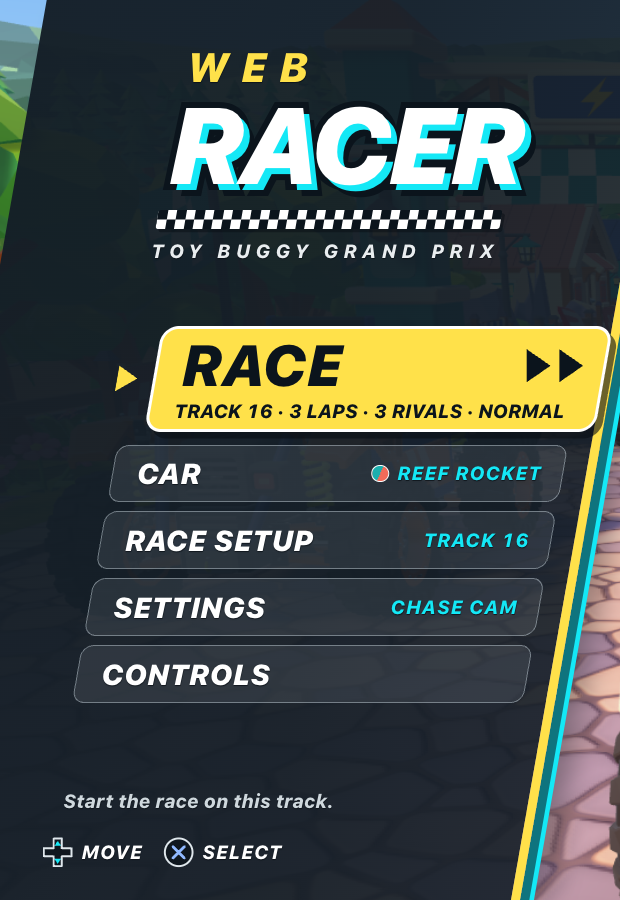 WEB
RACER
TOY BUGGY GRAND PRIX
RACE
TRACK 16 · 3 LAPS · 3 RIVALS · NORMAL
CAR REEF ROCKET
RACE SETUP TRACK 16
SETTINGS CHASE CAM
CONTROLS
Start the race on this track.
MOVE SELECT